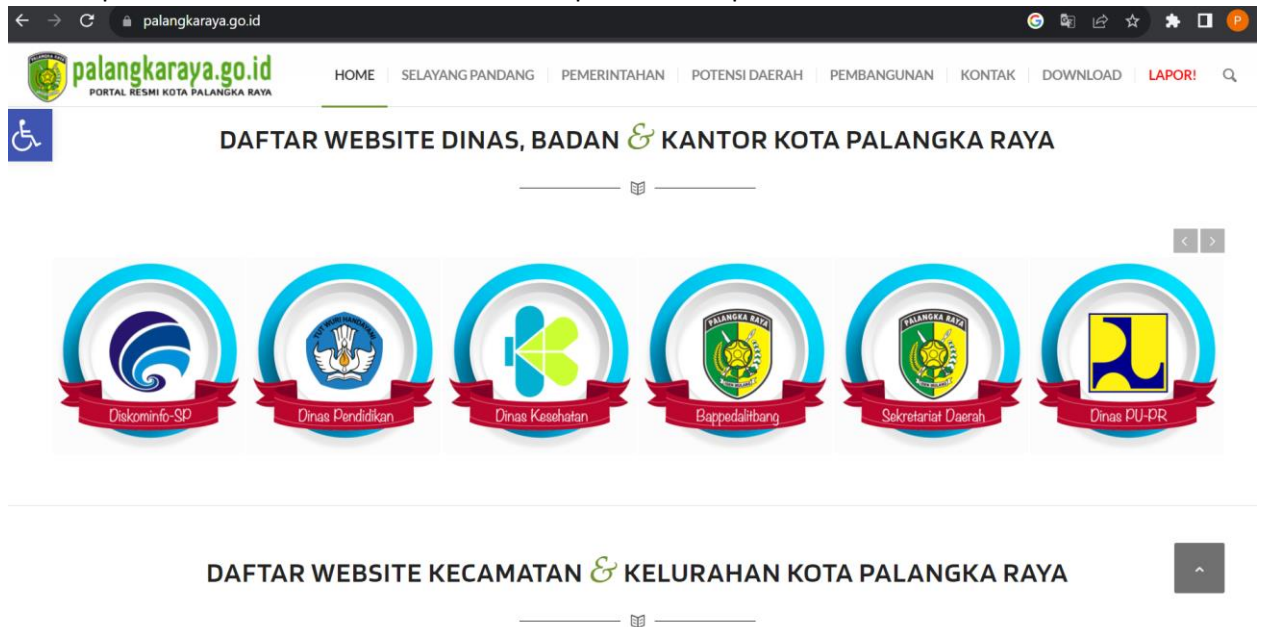 palangkaraya.go.id
palangkaraya.go.id
PORTAL RESMI KOTA PALANGKA RAYA
HOME SELAYANG PANDANG PEMERINTAHAN POTENSI DAERAH PEMBANGUNAN KONTAK DOWNLOAD LAPOR!
DAFTAR WEBSITE DINAS, BADAN & KANTOR KOTA PALANGKA RAYA
TUT WURI HANDAYANI
PALANGKA RAYA
PALANGKA RAYA
Diskominfo-SP
Dinas Pendidikan
Dinas Kesehatan
Bappedalitbang
Sekretariat Daerah
Dinas PU-PR
DAFTAR WEBSITE KECAMATAN & KELURAHAN KOTA PALANGKA RAYA